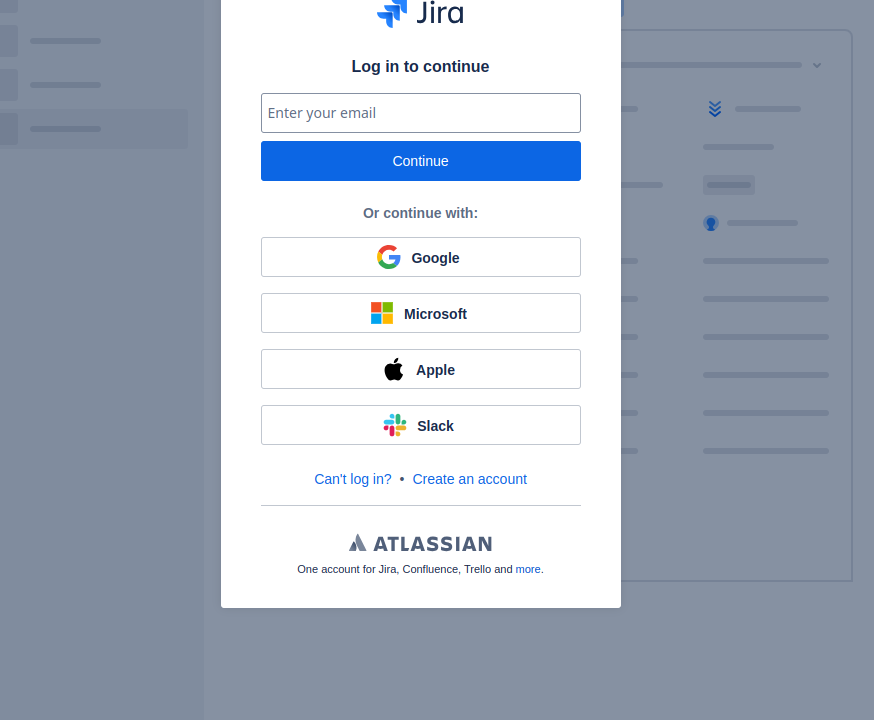 Jira
Log in to continue
Enter your email
Continue
Or continue with:
Google
Microsoft
Apple
Slack
Can't log in? • Create an account
ATLASSIAN
One account for Jira, Confluence, Trello and more.